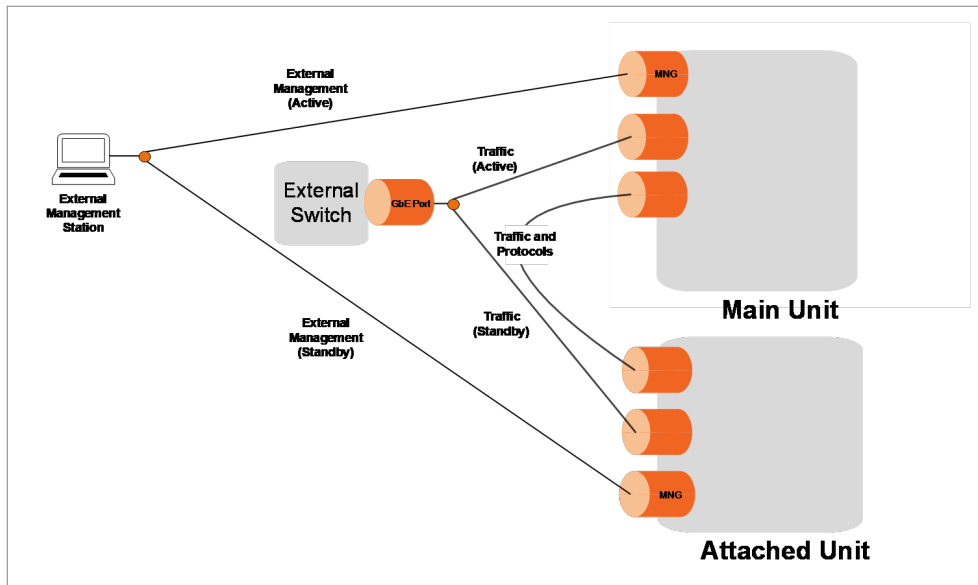 External
Management
(Active)
MNG
Traffic
(Active)
External
Switch
GbE Port
External
Management
Station
Traffic and
Protocols
Main Unit
External
Management
(Standby)
Traffic
(Standby)
MNG
Attached Unit